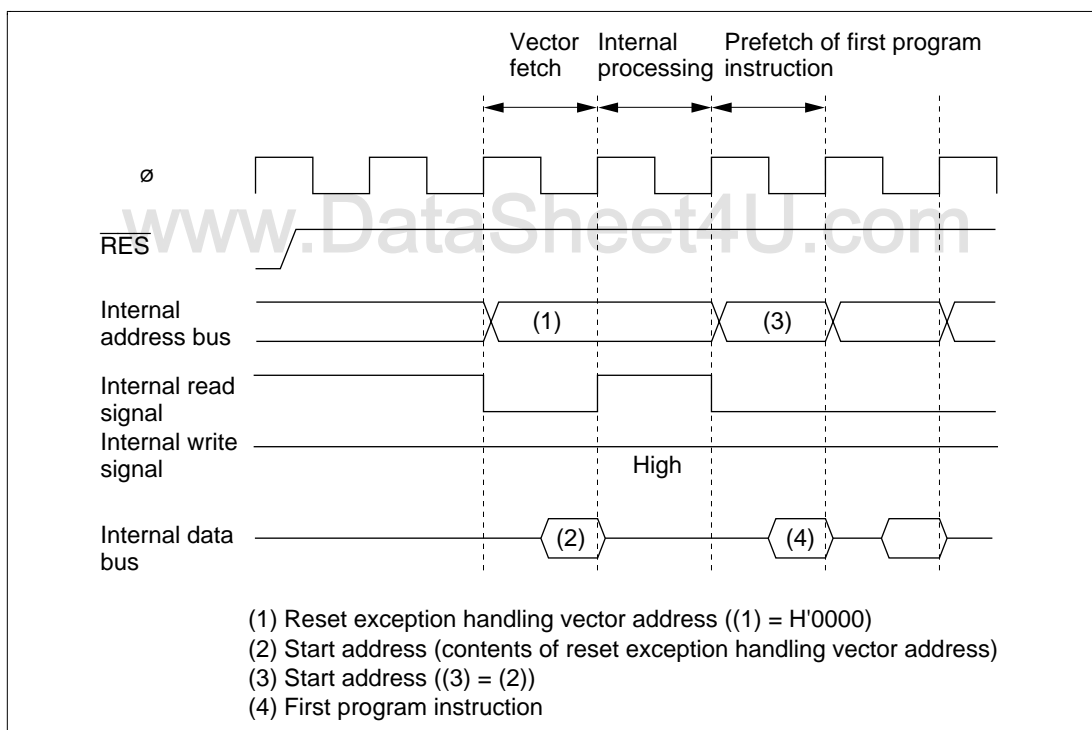 Vector fetch
Internal processing
Prefetch of first program instruction
ø
www.DataSheet4U.com
RES
Internal address bus
(1)
(3)
Internal read signal
Internal write signal
High
Internal data bus
(2)
(4)
(1) Reset exception handling vector address ((1) = H'0000)
(2) Start address (contents of reset exception handling vector address)
(3) Start address ((3) = (2))
(4) First program instruction